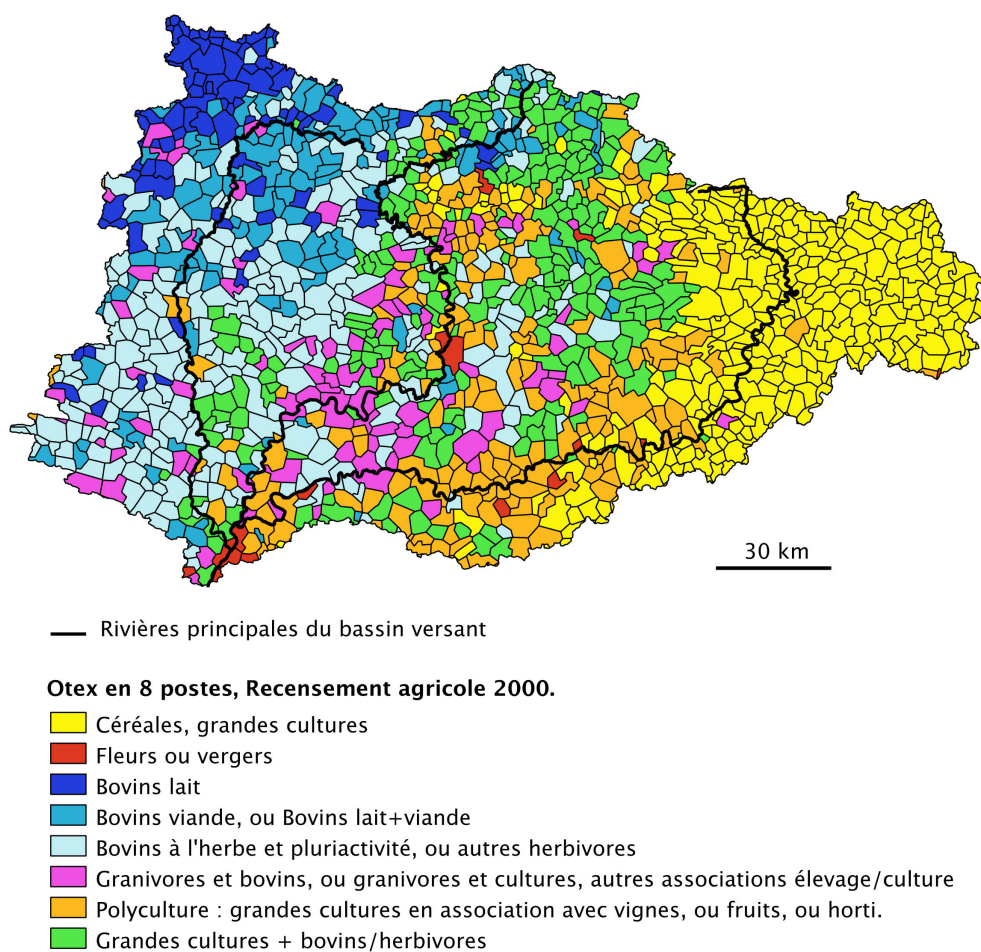 30 km
Rivières principales du bassin versant
Otex en 8 postes, Recensement agricole 2000.
Céréales, grandes cultures
Fleurs ou vergers
Bovins lait
Bovins viande, ou Bovins lait+viande
Bovins à l'herbe et pluriactivité, ou autres herbivores
Granivores et bovins, ou granivores et cultures, autres associations élevage/culture
Polyculture : grandes cultures en association avec vignes, ou fruits, ou horti.
Grandes cultures + bovins/herbivores